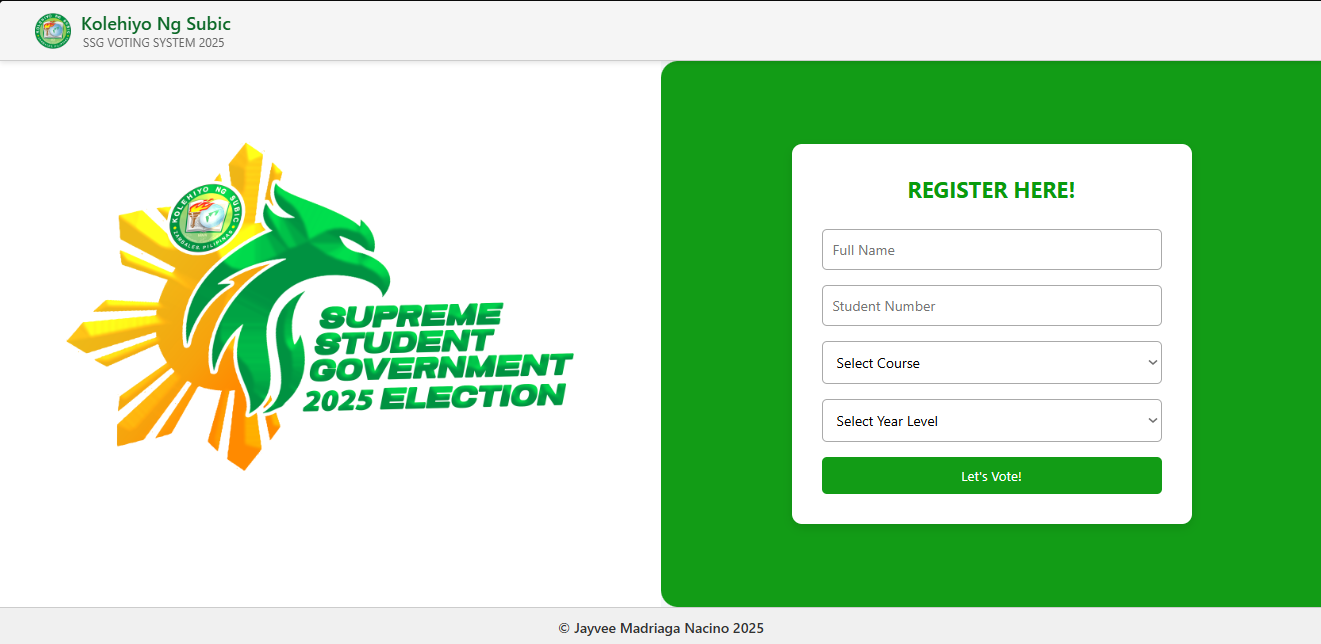 Kolehiyo Ng Subic
SSG VOTING SYSTEM 2025
KOLEHIYO NG SUBIC
ZAMBALES, PILIPINAS
SUPREME
STUDENT
GOVERNMENT
2025 ELECTION
REGISTER HERE!
Full Name
Student Number
Select Course
Select Year Level
Let's Vote!
© Jayvee Madriaga Nacino 2025